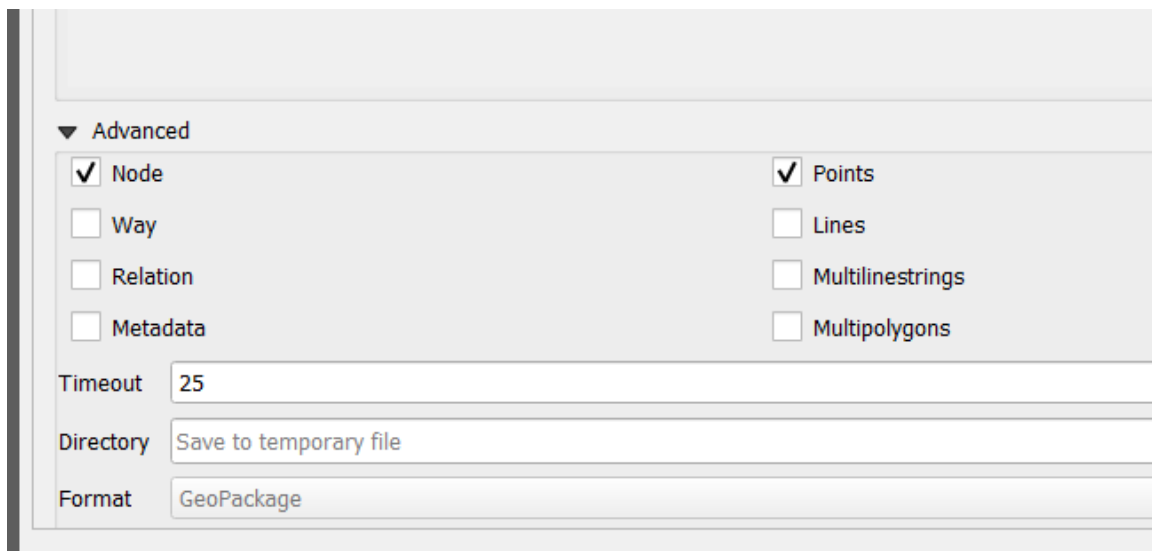 Advanced
Node
Points
Way
Lines
Relation
Multilinestrings
Metadata
Multipolygons
Timeout 25
Directory Save to temporary file
Format GeoPackage